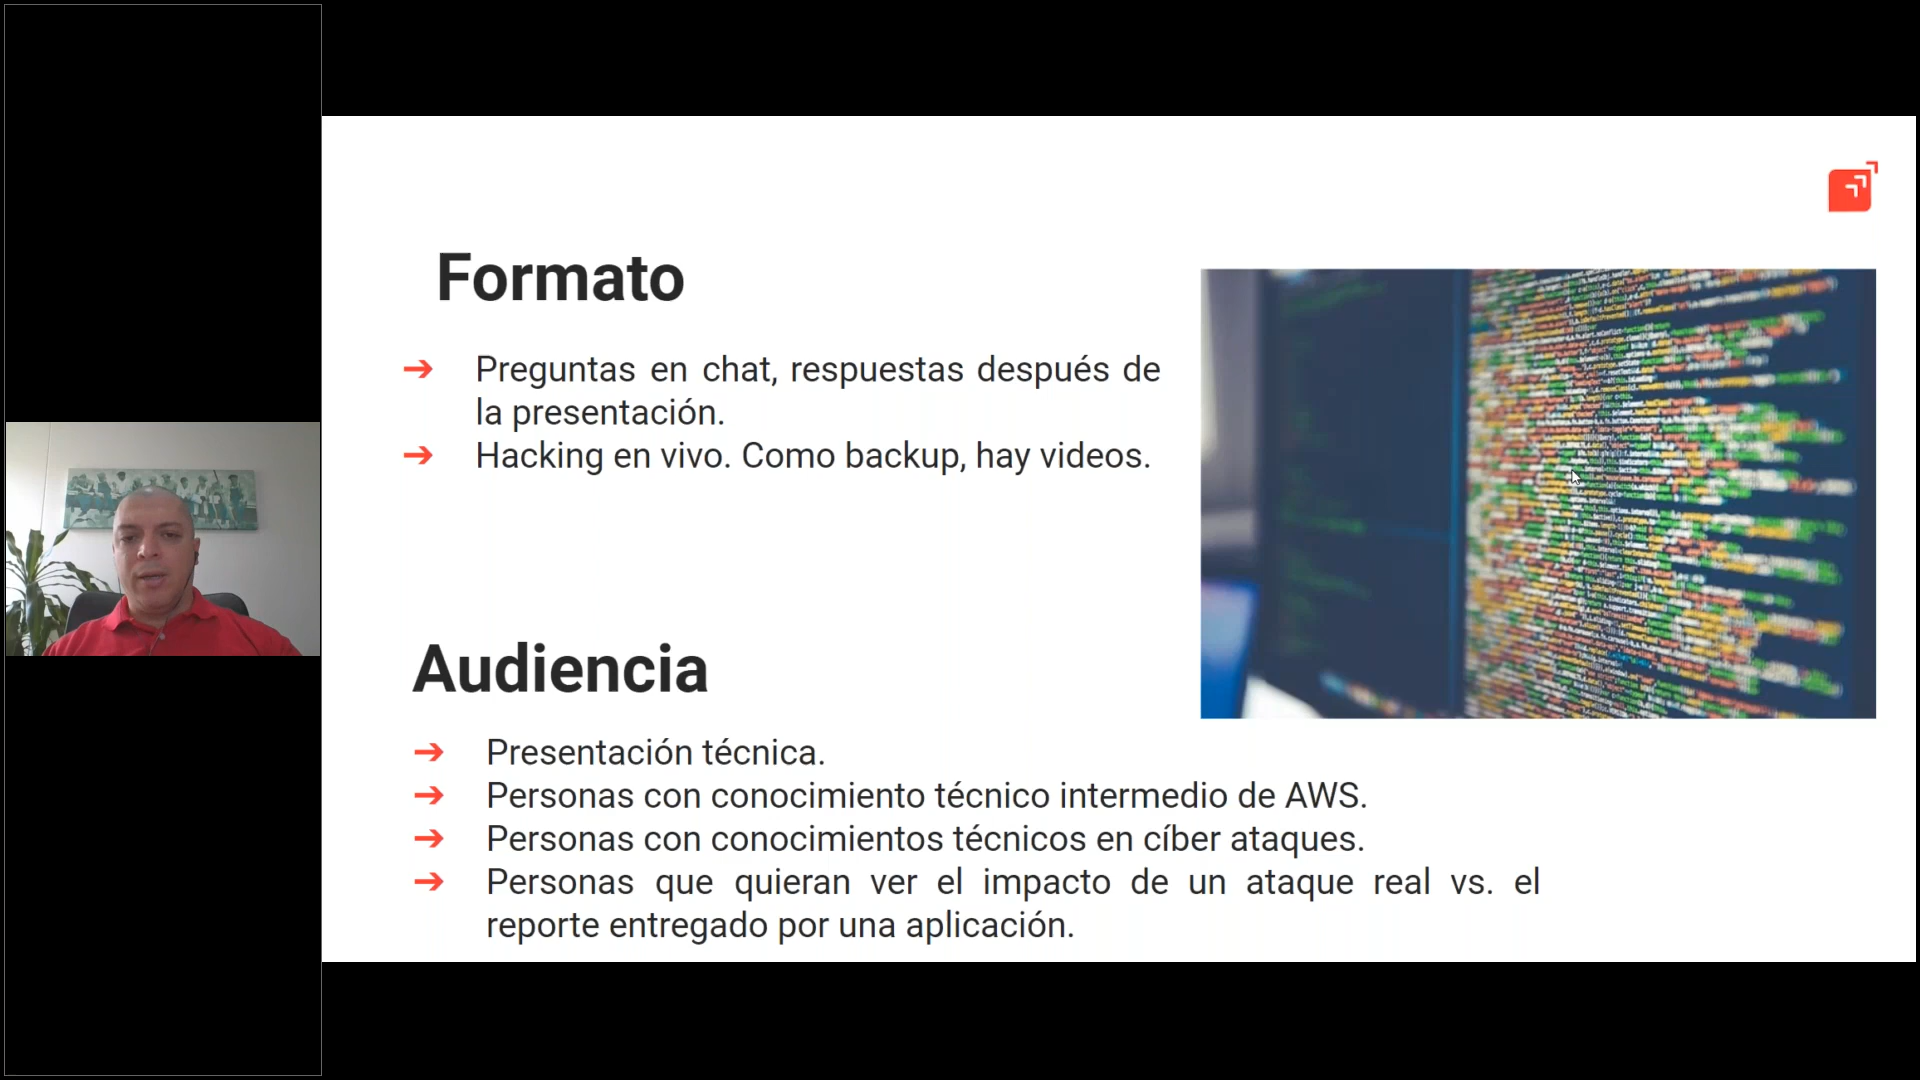 Formato
Preguntas en chat, respuestas después de
la presentación.
Hacking en vivo. Como backup, hay videos.
Audiencia
Presentación técnica.
Personas con conocimiento técnico intermedio de AWS.
Personas con conocimientos técnicos en cíber ataques.
Personas que quieran ver el impacto de un ataque real vs. el
reporte entregado por una aplicación.